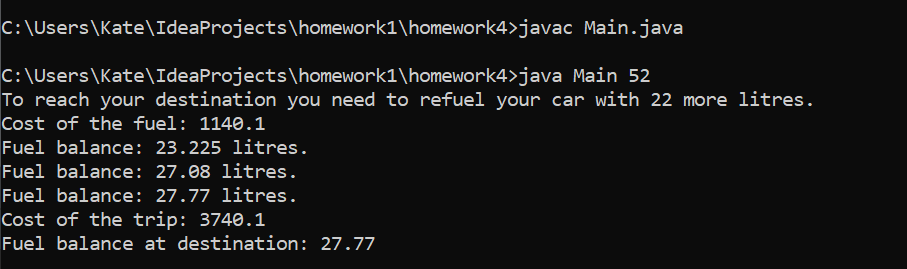 C:\Users\Kate\IdeaProjects\homework1\homework4>javac Main.java
C:\Users\Kate\IdeaProjects\homework1\homework4>java Main 52
To reach your destination you need to refuel your car with 22 more litres.
Cost of the fuel: 1140.1
Fuel balance: 23.225 litres.
Fuel balance: 27.08 litres.
Fuel balance: 27.77 litres.
Cost of the trip: 3740.1
Fuel balance at destination: 27.77